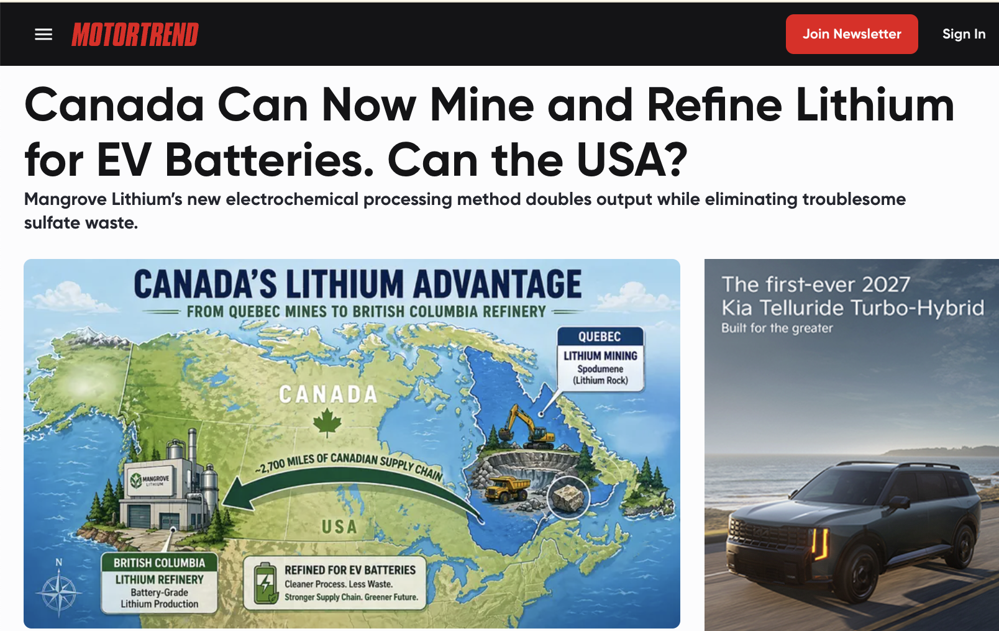 MOTORTREND
Join Newsletter
Sign In
Canada Can Now Mine and Refine Lithium
for EV Batteries. Can the USA?
Mangrove Lithium’s new electrochemical processing method doubles output while eliminating troublesome
sulfate waste.
CANADA'S LITHIUM ADVANTAGE
FROM QUEBEC MINES TO BRITISH COLUMBIA REFINERY
QUEBEC
LITHIUM MINING
Spodumene
(Lithium Rock)
CANADA
~2,700 MILES OF CANADIAN SUPPLY CHAIN
MANGROVE
LITHIUM
USA
N
BRITISH COLUMBIA
LITHIUM REFINERY
Battery-Grade
Lithium Production
REFINED FOR EV BATTERIES
Cleaner Process. Less Waste.
Stronger Supply Chain. Greener Future.
The first-ever 2027
Kia Telluride Turbo-Hybrid
Built for the greater